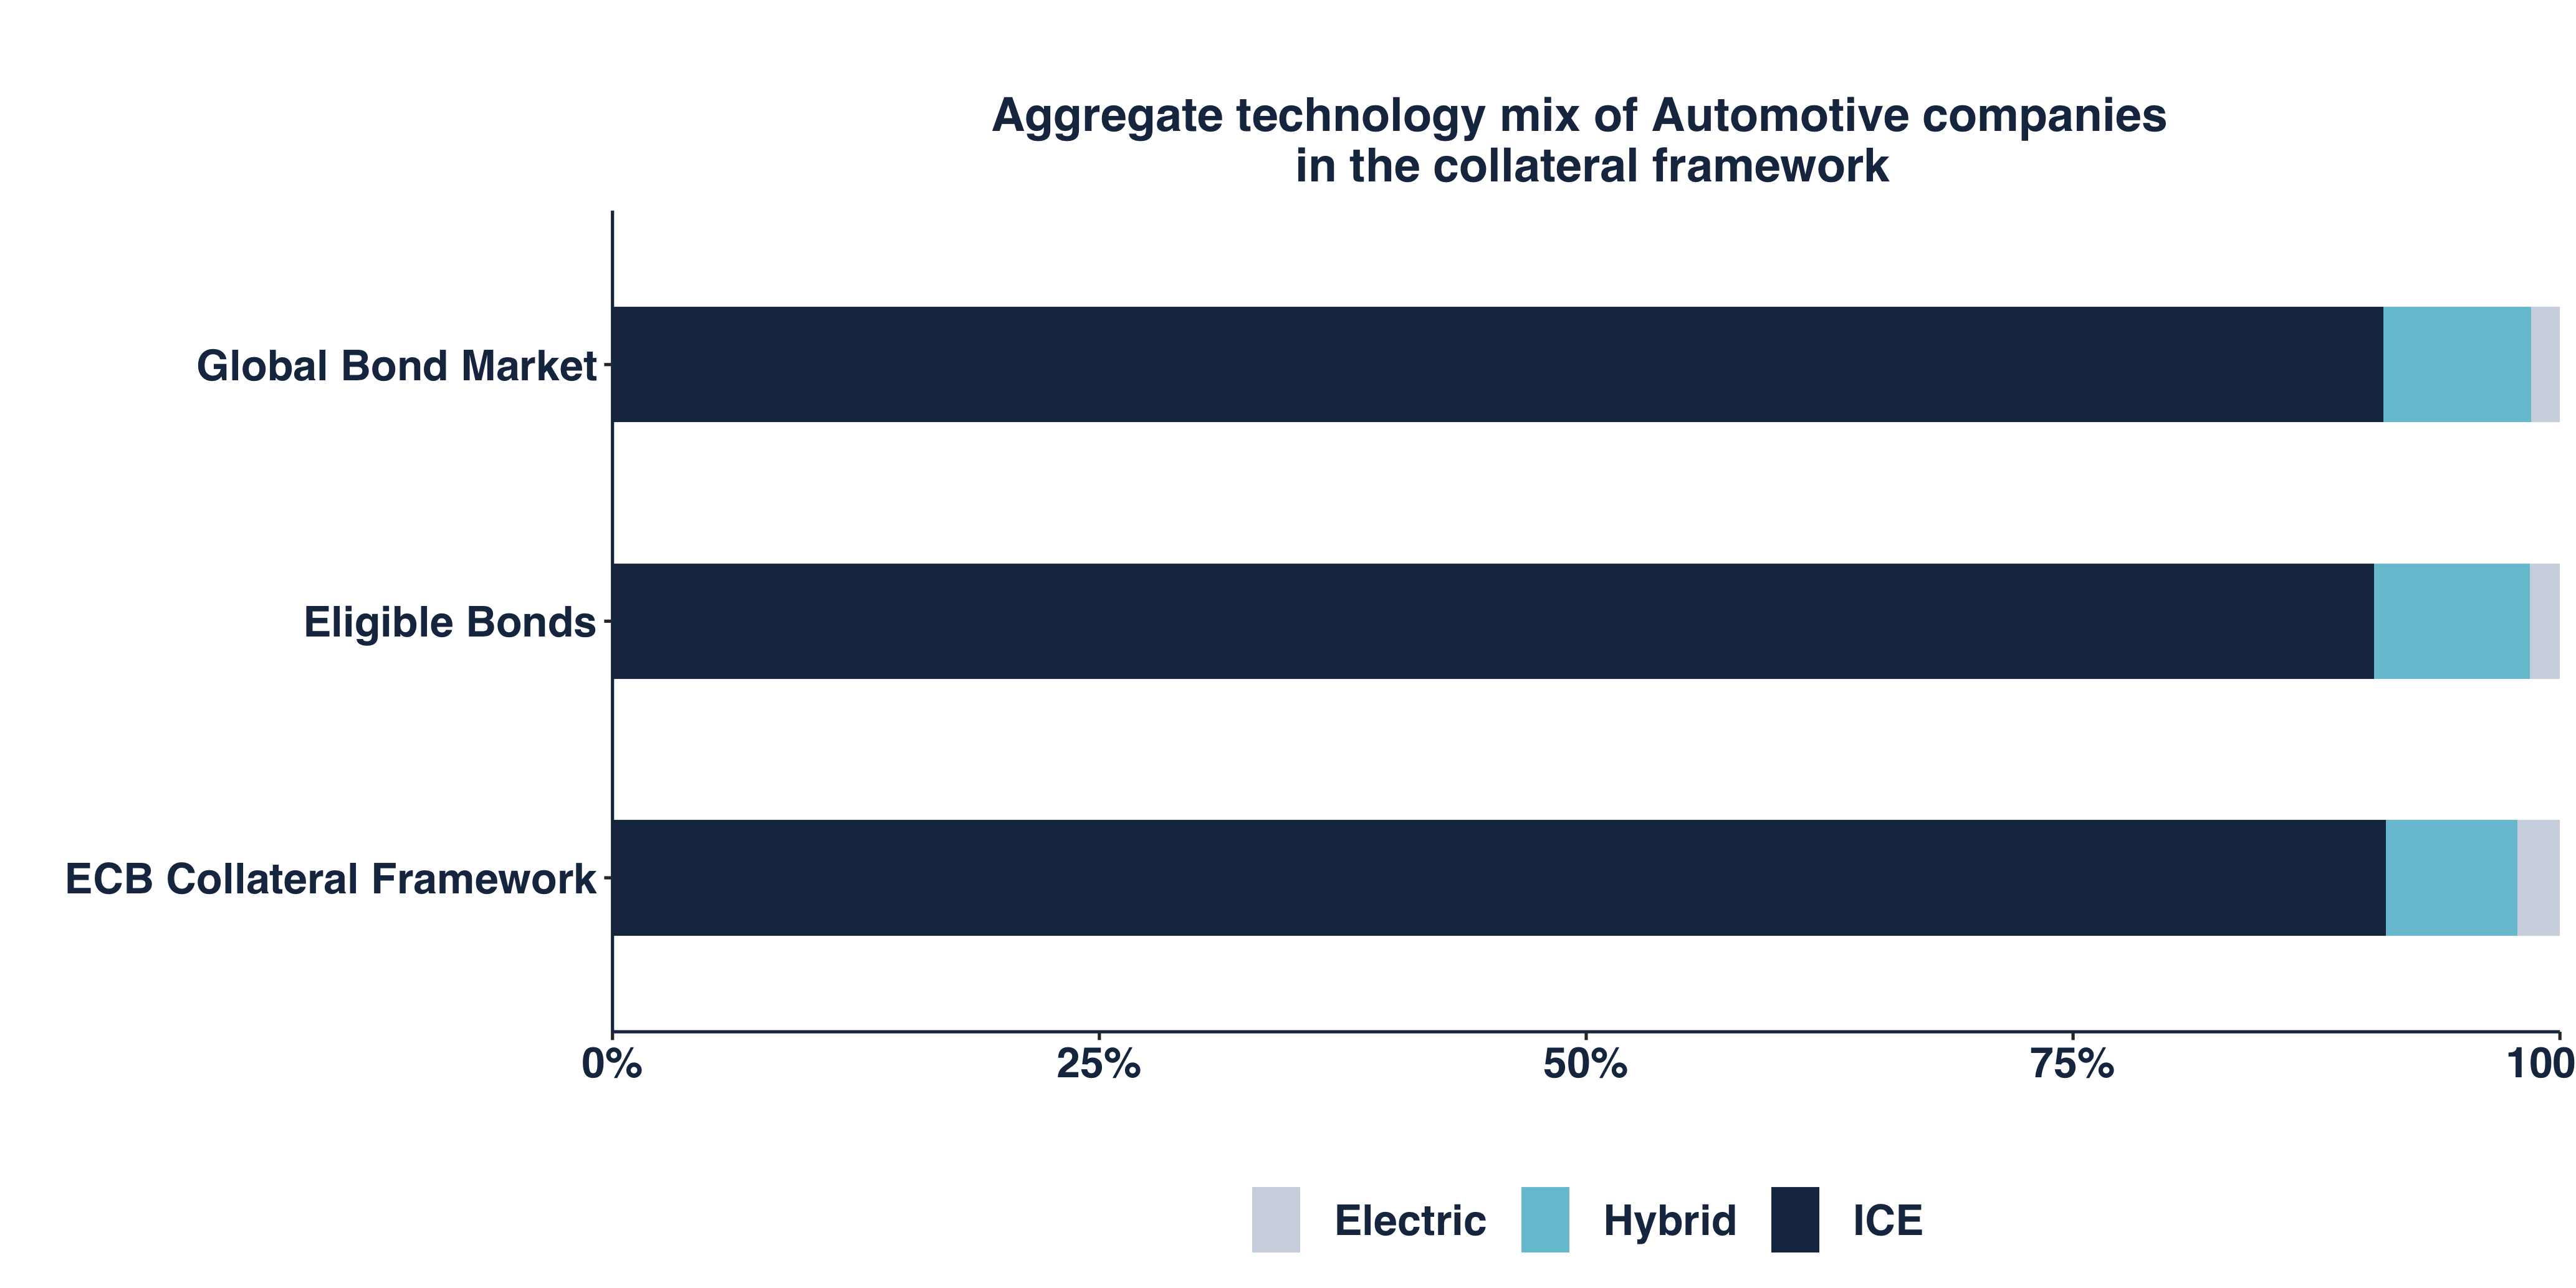 Aggregate technology mix of Automotive companies
in the collateral framework
Global Bond Market
Eligible Bonds
ECB Collateral Framework
0% 25% 50% 75% 100
Electric Hybrid ICE